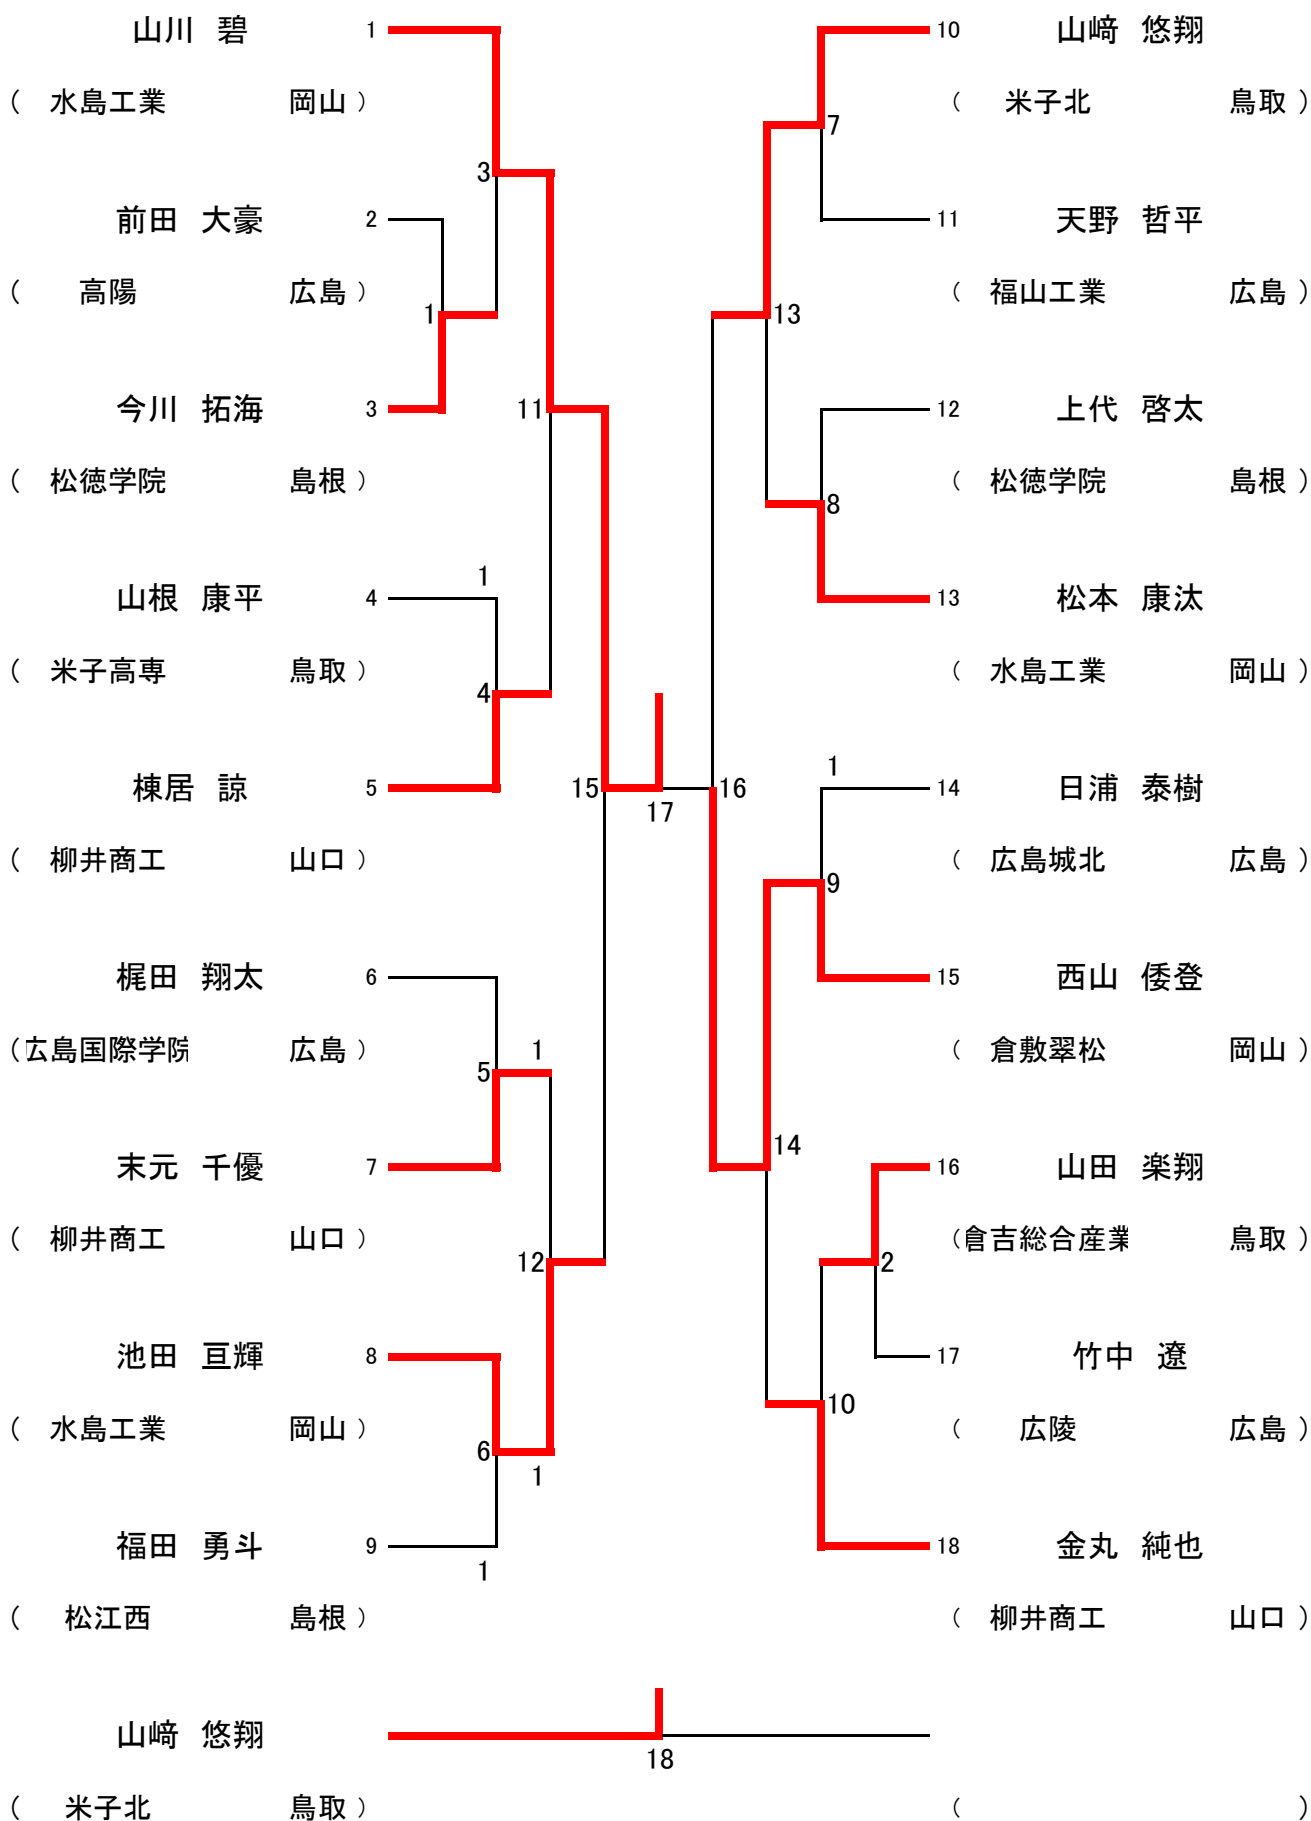 山川 碧 1 10 山﨑 悠翔
( 水島工業 岡山 ) ( 米子北 鳥取 )
7
3
前田 大豪 2 11 天野 哲平
( 高陽 広島 ) ( 福山工業 広島 )
1 13
今川 拓海 3 11 12 上代 啓太
( 松徳学院 島根 ) ( 松徳学院 島根 )
8
1
山根 康平 4 13 松本 康汰
( 米子高専 鳥取 ) ( 水島工業 岡山 )
4
1
棟居 諒 5 15 16 14 日浦 泰樹
17
( 柳井商工 山口 ) ( 広島城北 広島 )
9
梶田 翔太 6 15 西山 倭登
( 広島国際学院 広島 ) 1 ( 倉敷翠松 岡山 )
5
14
末元 千優 7 16 山田 楽翔
( 柳井商工 山口 ) ( 倉吉総合産業 鳥取 )
12 2
池田 亘輝 8 17 竹中 遼
10
( 水島工業 岡山 ) ( 広陵 広島 )
6
1
福田 勇斗 9 18 金丸 純也
1
( 松江西 島根 ) ( 柳井商工 山口 )
山﨑 悠翔
18
( 米子北 鳥取 ) ( )